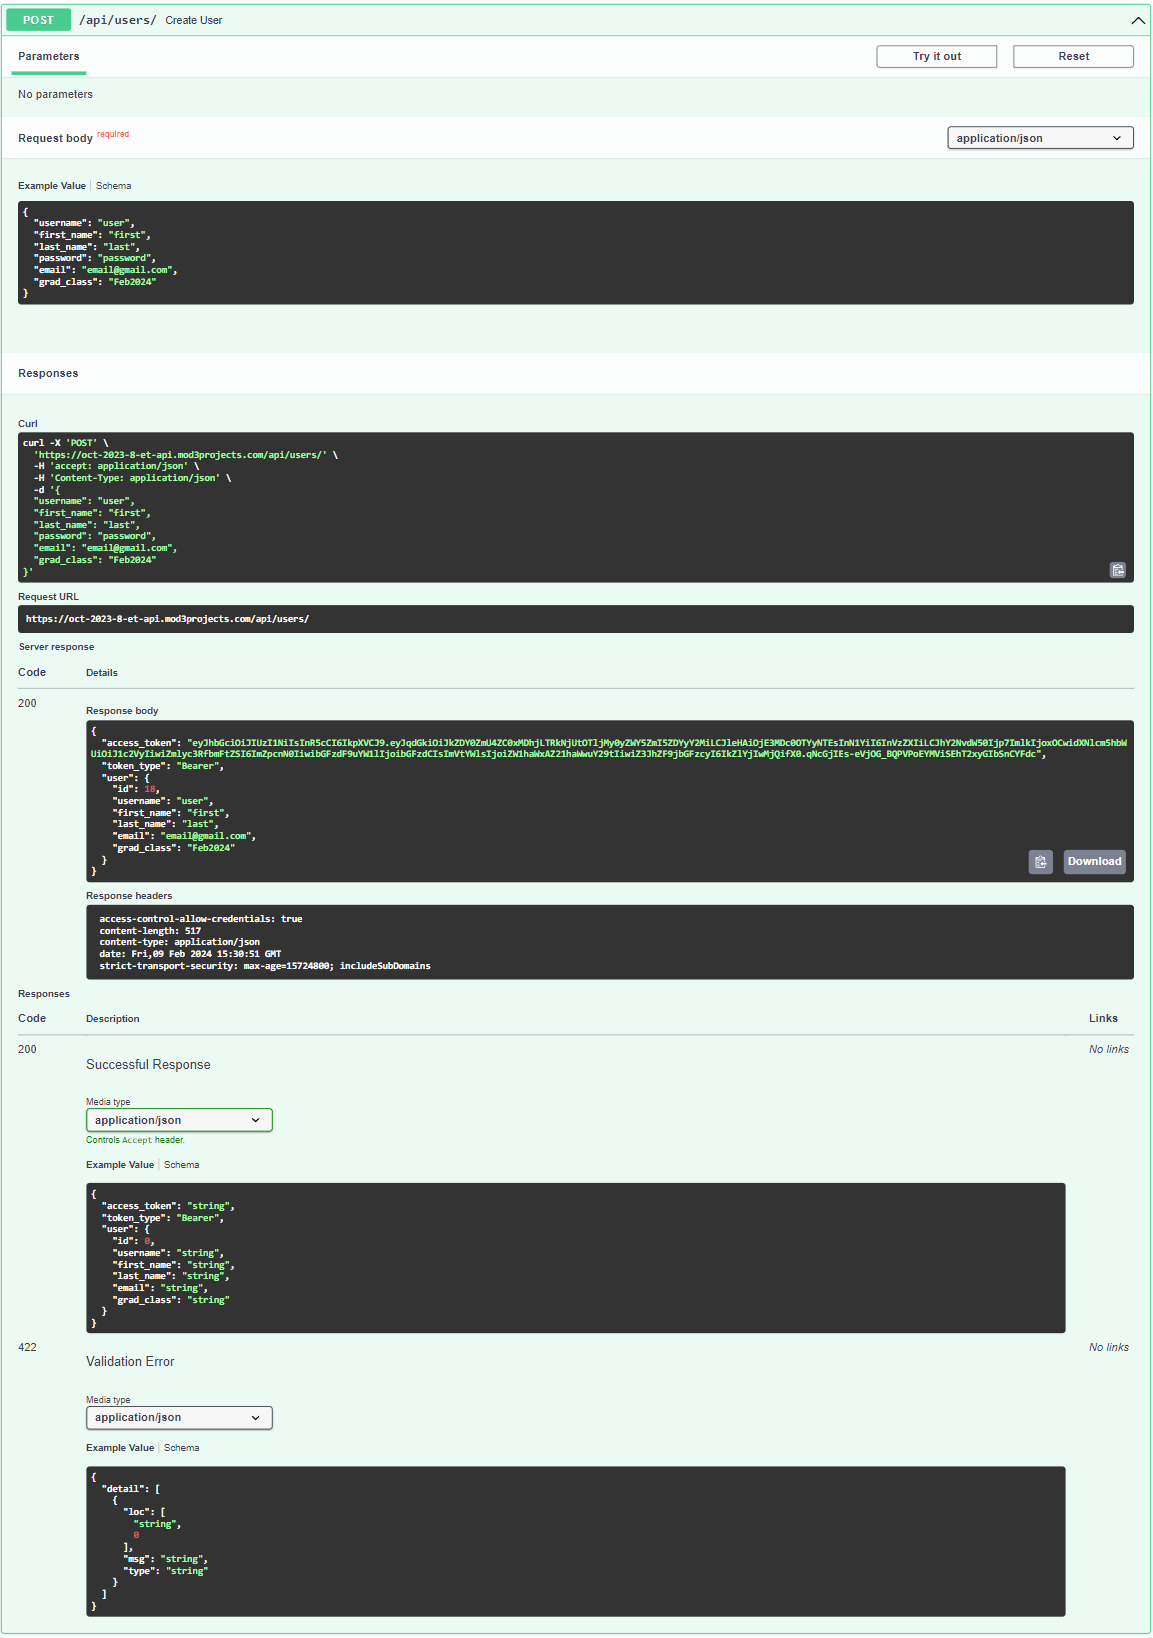 POST /api/users/ Create User
Parameters
Try it out
Reset
No parameters
Request body required
application/json
Example Value | Schema
{
  "username": "user",
  "first_name": "first",
  "last_name": "last",
  "password": "password",
  "email": "email@gmail.com",
  "grad_class": "Feb2024"
}
Responses
Curl
curl -X 'POST' \
  'https://oct-2023-8-et-api.mod3projects.com/api/users/' \
  -H 'accept: application/json' \
  -H 'Content-Type: application/json' \
  -d '{
  "username": "user",
  "first_name": "first",
  "last_name": "last",
  "password": "password",
  "email": "email@gmail.com",
  "grad_class": "Feb2024"
}'
Request URL
https://oct-2023-8-et-api.mod3projects.com/api/users/
Server response
Code Details
200
Response body
{
  "access_token":
  "token_type": "Bearer",
  "user": {
    "id": 18,
    "username": "user",
    "first_name": "first",
    "last_name": "last",
    "email": "email@gmail.com",
    "grad_class": "Feb2024"
  }
}
Download
Response headers
access-control-allow-credentials: true
content-length: 517
content-type: application/json
date: Fri,09 Feb 2024 15:30:51 GMT
strict-transport-security: max-age=15724800; includeSubDomains
Responses
Code Description Links
200
Successful Response
No links
Media type
application/json
Controls Accept header.
Example Value | Schema
{
  "access_token": "string",
  "token_type": "Bearer",
  "user": {
    "id": 0,
    "username": "string",
    "first_name": "string",
    "last_name": "string",
    "email": "string",
    "grad_class": "string"
  }
}
422
Validation Error
No links
Media type
application/json
Example Value | Schema
{
  "detail": [
    {
      "loc": [
        "string",
        0
      ],
      "msg": "string",
      "type": "string"
    }
  ]
}